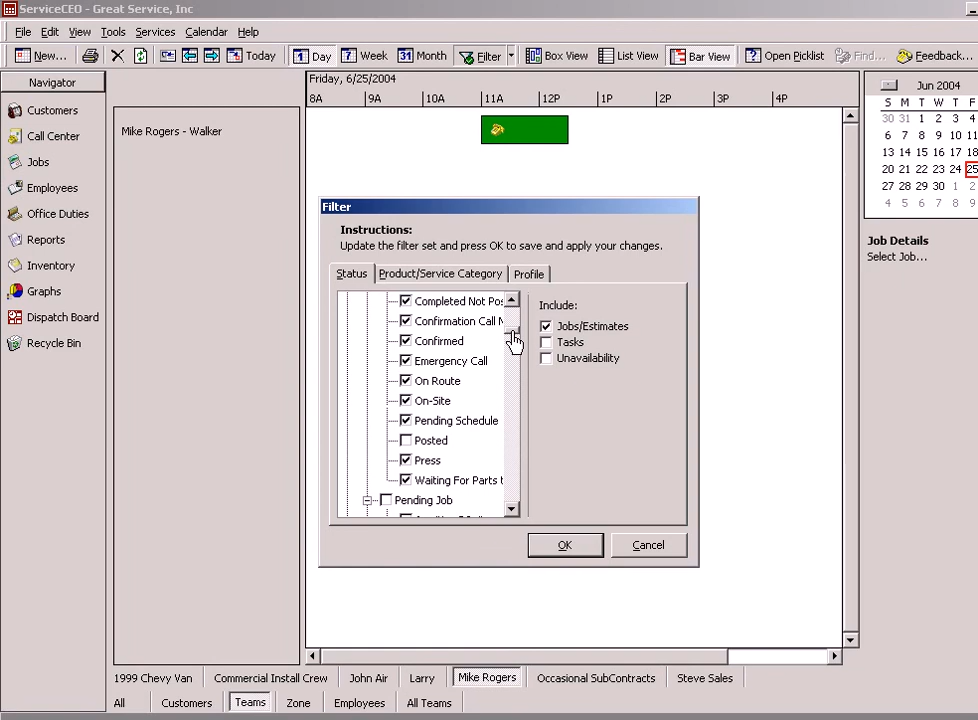 ServiceCEO - Great Service, Inc
File Edit View Tools Services Calendar Help
New... Today 1 Day 7 Week 31 Month Filter Box View List View Bar View Open Picklist Find... Feedback...
Navigator
Customers
Call Center
Jobs
Employees
Office Duties
Reports
Inventory
Graphs
Dispatch Board
Recycle Bin
Mike Rogers - Walker
Friday, 6/25/2004
8A 9A 10A 11A 12P 1P 2P 3P 4P
Filter
Instructions:
Update the filter set and press OK to save and apply your changes.
Status Product/Service Category Profile
Completed Not Pos
Confirmation Call
Confirmed
Emergency Call
On Route
On-Site
Pending Schedule
Posted
Press
Waiting For Parts
Pending Job
Include:
Jobs/Estimates
Tasks
Unavailability
OK Cancel
Jun 2004
S M T W T F
30 31 1 2 3 4
6 7 8 9 10 11
13 14 15 16 17 18
20 21 22 23 24 25
27 28 29 30 1 2
4 5 6 7 8 9
Job Details
Select Job...
1999 Chevy Van Commercial Install Crew John Air Larry Mike Rogers Occasional SubContracts Steve Sales
All Customers Teams Zone Employees All Teams